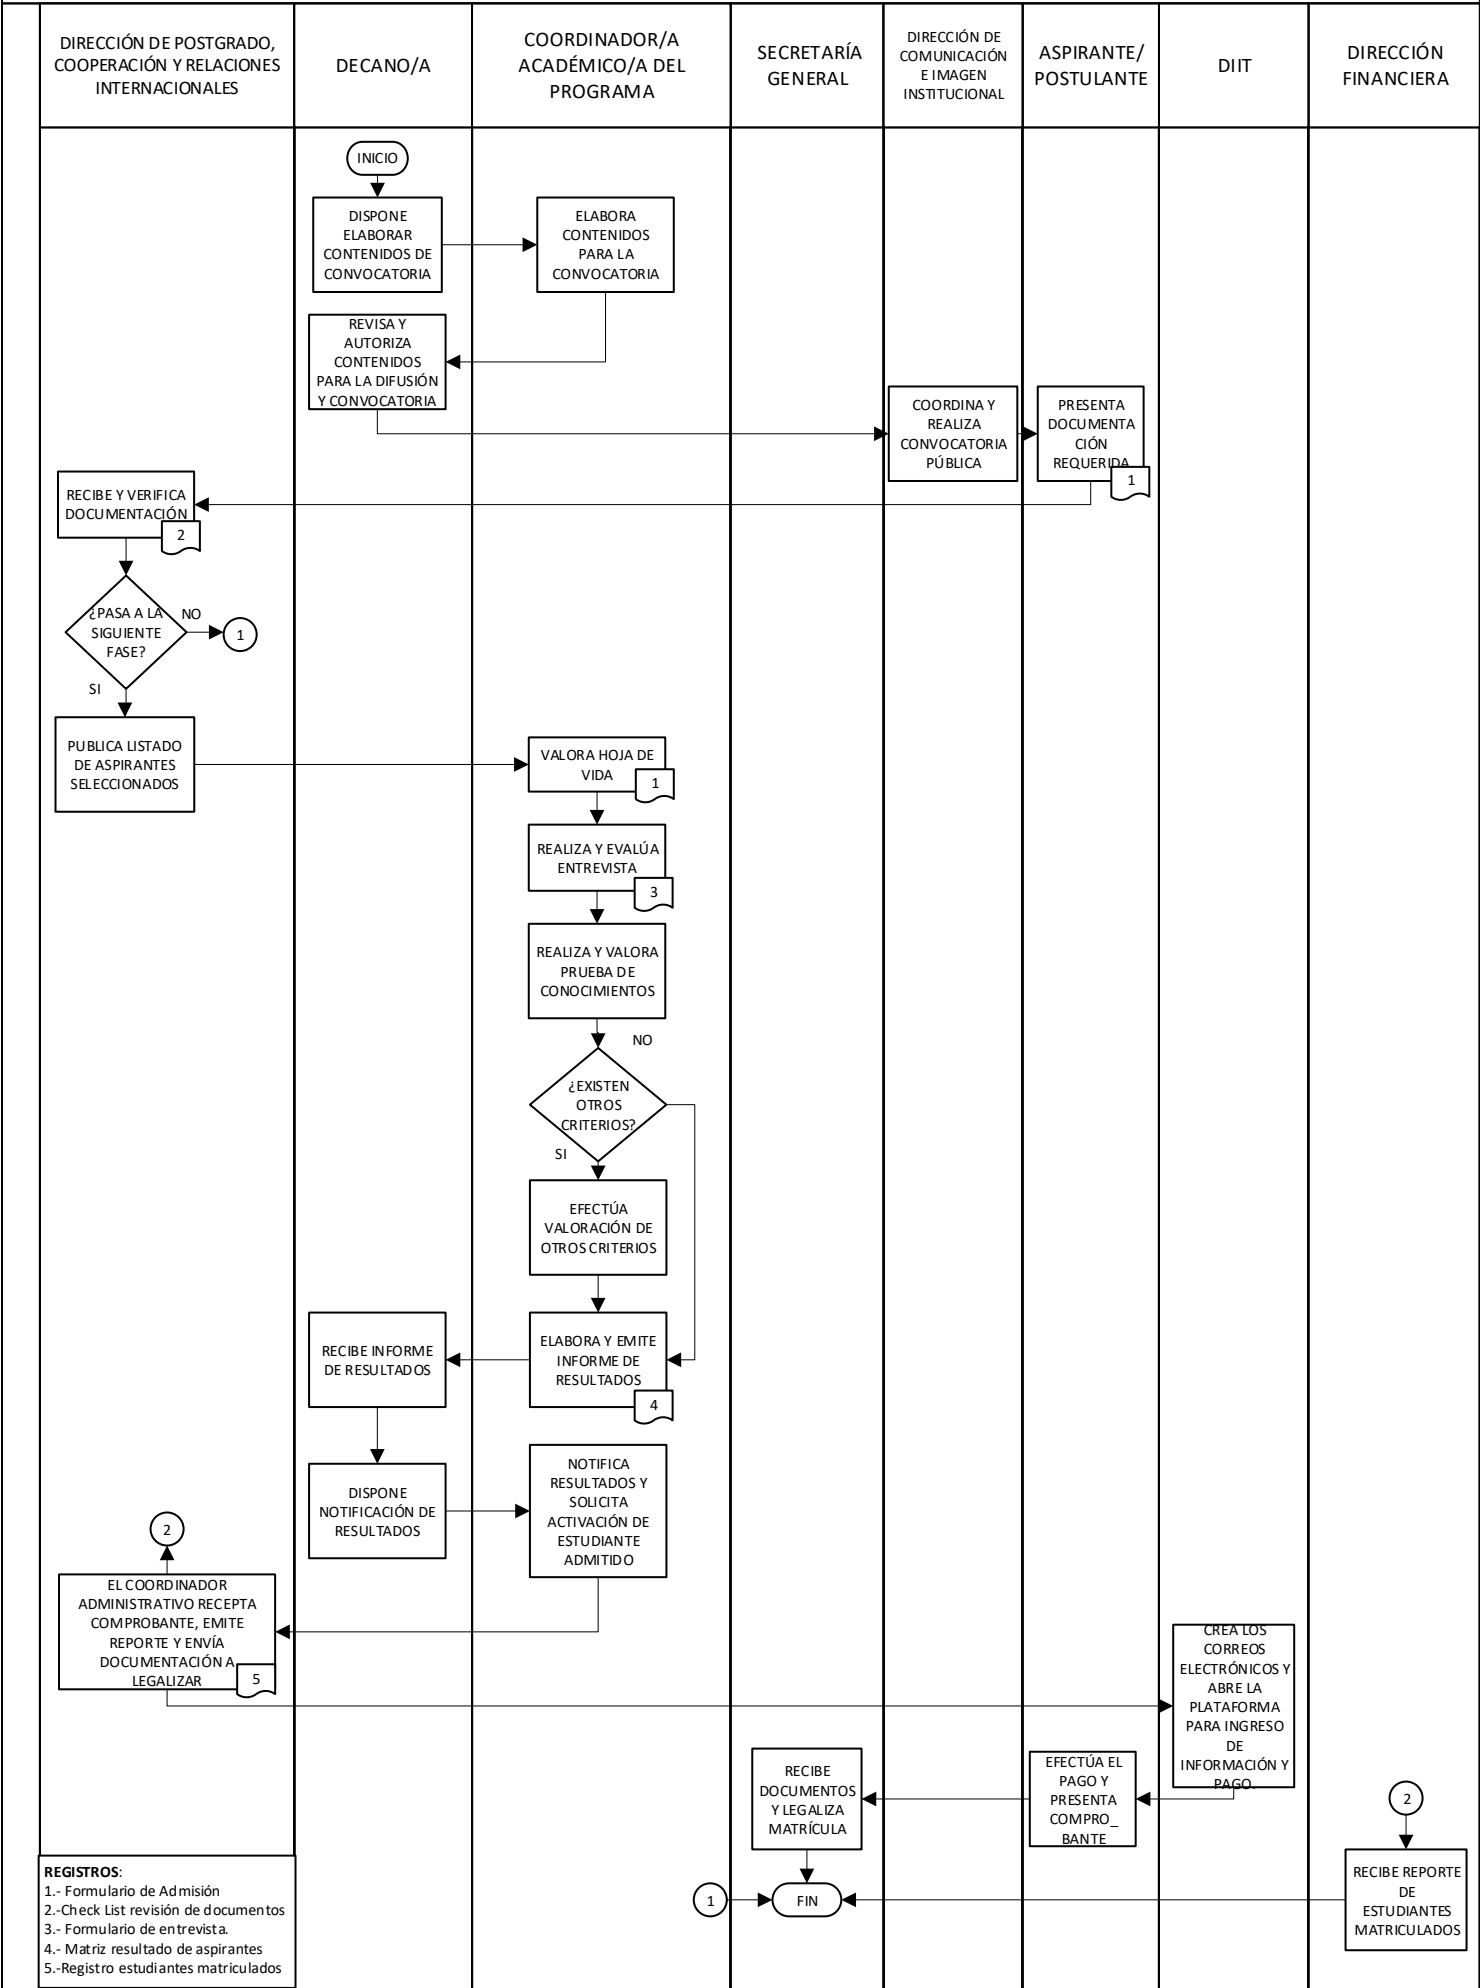 DIRECCIÓN DE POSTGRADO,
COOPERACIÓN Y RELACIONES
INTERNACIONALES
DECANO/A
COORDINADOR/A
ACADÉMICO/A DEL
PROGRAMA
SECRETARÍA
GENERAL
DIRECCIÓN DE
COMUNICACIÓN
E IMAGEN
INSTITUCIONAL
ASPIRANTE/
POSTULANTE
DIIT
DIRECCIÓN
FINANCIERA
INICIO
DISPONE
ELABORAR
CONTENIDOS DE
CONVOCATORIA
ELABORA
CONTENIDOS
PARA LA
CONVOCATORIA
REVISA Y
AUTORIZA
CONTENIDOS
PARA LA DIFUSIÓN
Y CONVOCATORIA
COORDINA Y
REALIZA
CONVOCATORIA
PÚBLICA
PRESENTA
DOCUMENTA
CIÓN
REQUERIDA
1
RECIBE Y VERIFICA
DOCUMENTACIÓN
2
¿PASA A LA
SIGUIENTE
FASE?
NO
1
SI
PUBLICA LISTADO
DE ASPIRANTES
SELECCIONADOS
VALORA HOJA DE
VIDA
1
REALIZA Y EVALÚA
ENTREVISTA
3
REALIZA Y VALORA
PRUEBA DE
CONOCIMIENTOS
NO
¿EXISTEN
OTROS
CRITERIOS?
SI
EFECTÚA
VALORACIÓN DE
OTROS CRITERIOS
RECIBE INFORME
DE RESULTADOS
ELABORA Y EMITE
INFORME DE
RESULTADOS
4
DISPONE
NOTIFICACIÓN DE
RESULTADOS
NOTIFICA
RESULTADOS Y
SOLICITA
ACTIVACIÓN DE
ESTUDIANTE
ADMITIDO
2
EL COORDINADOR
ADMINISTRATIVO RECEPTA
COMPROBANTE, EMITE
REPORTE Y ENVÍA
DOCUMENTACIÓN A
LEGALIZAR
5
CREA LOS
CORREOS
ELECTRÓNICOS Y
ABRE LA
PLATAFORMA
PARA INGRESO
DE
INFORMACIÓN Y
PAGO.
RECIBE
DOCUMENTOS
Y LEGALIZA
MATRÍCULA
EFECTÚA EL
PAGO Y
PRESENTA
COMPRO_
BANTE
2
RECIBE REPORTE
DE
ESTUDIANTES
MATRICULADOS
1
FIN
REGISTROS:
1.- Formulario de Admisión
2.-Check List revisión de documentos
3.- Formulario de entrevista.
4.- Matriz resultado de aspirantes
5.-Registro estudiantes matriculados